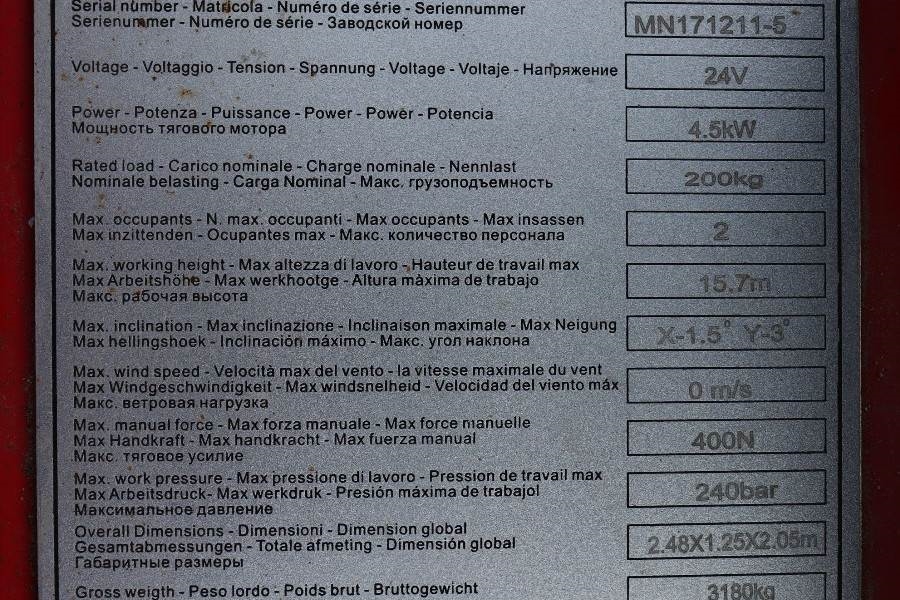 Serial number - Matricola - Numéro de série - Seriennummer
Serienummer - Numéro de série - Заводской номер
MN171211-5
Voltage - Voltaggio - Tension - Spannung - Voltage - Voltaje - Напряжение
24V
Power - Potenza - Puissance - Power - Power - Potencia
Мощность тягового мотора
4.5kW
Rated load - Carico nominale - Charge nominale - Nennlast
Nominale belasting - Carga Nominal - Макс. грузоподъемность
200kg
Max. occupants - N. max. occupanti - Max occupants - Max insassen
Max inzittenden - Ocupantes max - Макс. количество персонала
2
Max. working height - Max altezza di lavoro - Hauteur de travail max
Max Arbeitshöhe - Max werkhootge - Altura màxima de trabajo
Макс. рабочая высота
15.7m
Max. inclination - Max inclinazione - Inclinaison maximale - Max Neigung
Max hellingshoek - Inclinación máximo - Макс. угол наклона
X-1.5° Y-3°
Max. wind speed - Velocità max del vento - la vitesse maximale du vent
Max Windgeschwindigkeit - Max windsnelheid - Velocidad del viento máx
Макс. ветровая нагрузка
0 m/s
Max. manual force - Max forza manuale - Max force manuelle
Max Handkraft - Max handkracht - Max fuerza manual
Макс. тяговое усилие
400N
Max. work pressure - Max pressione di lavoro - Pression de travail max
Max Arbeitsdruck- Max werkdruk - Presión máxima de trabajol
Максимальное давление
240bar
Overall Dimensions - Dimensioni - Dimension global
Gesamtabmessungen - Totale afmeting - Dimensión global
Габаритные размеры
2.48X1.25X2.05m
Gross weigth - Peso lordo - Poids brut - Bruttogewicht
3180kg